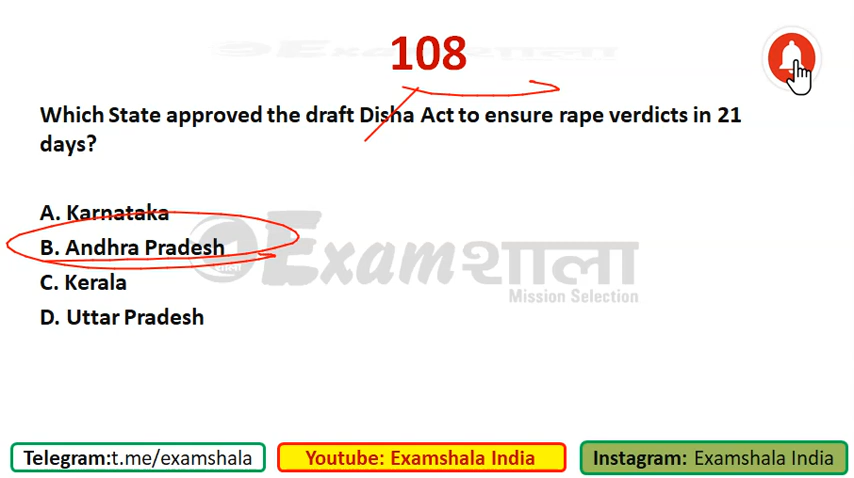 108
Which State approved the draft Disha Act to ensure rape verdicts in 21
days?
A. Karnataka
B. Andhra Pradesh
C. Kerala
D. Uttar Pradesh
Examशाला
Mission Selection
Telegram:t.me/examshala
Youtube: Examshala India
Instagram: Examshala India